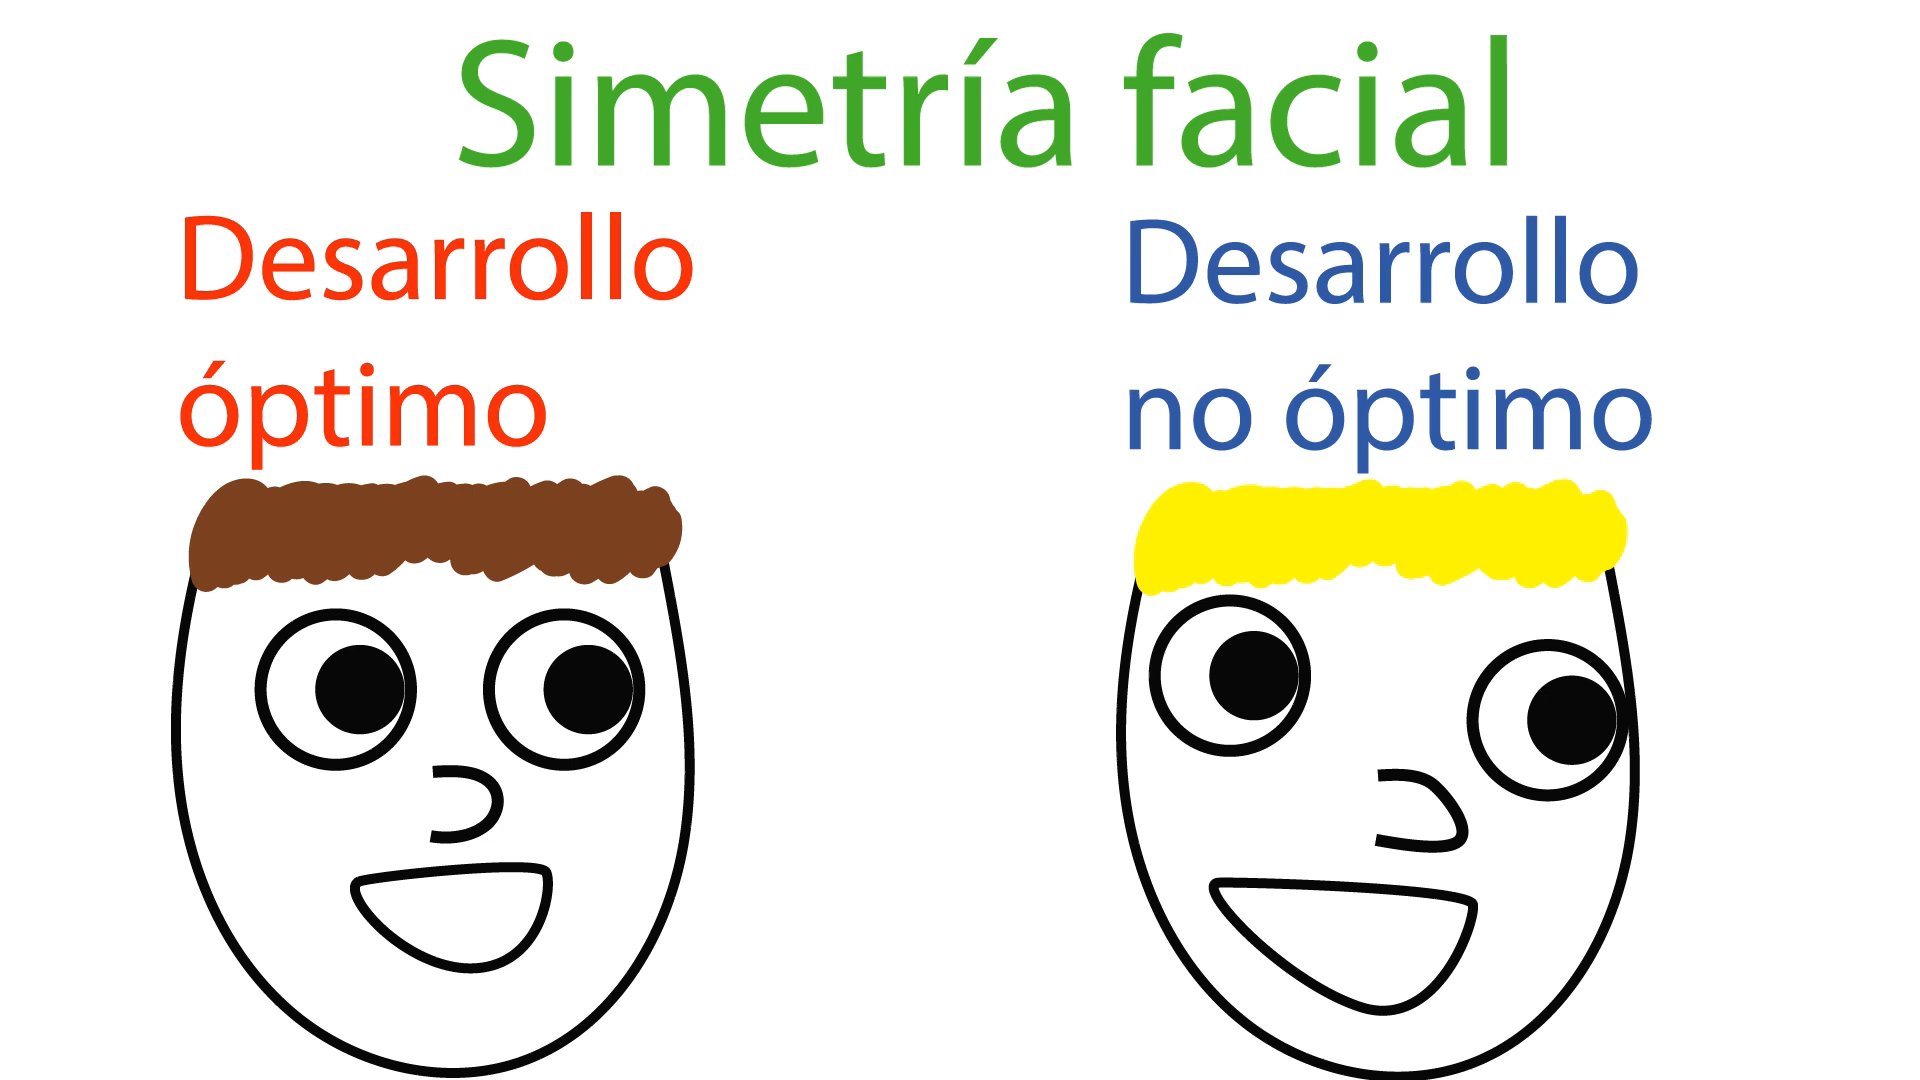 Simetría facial
Desarrollo
óptimo
Desarrollo
no óptimo